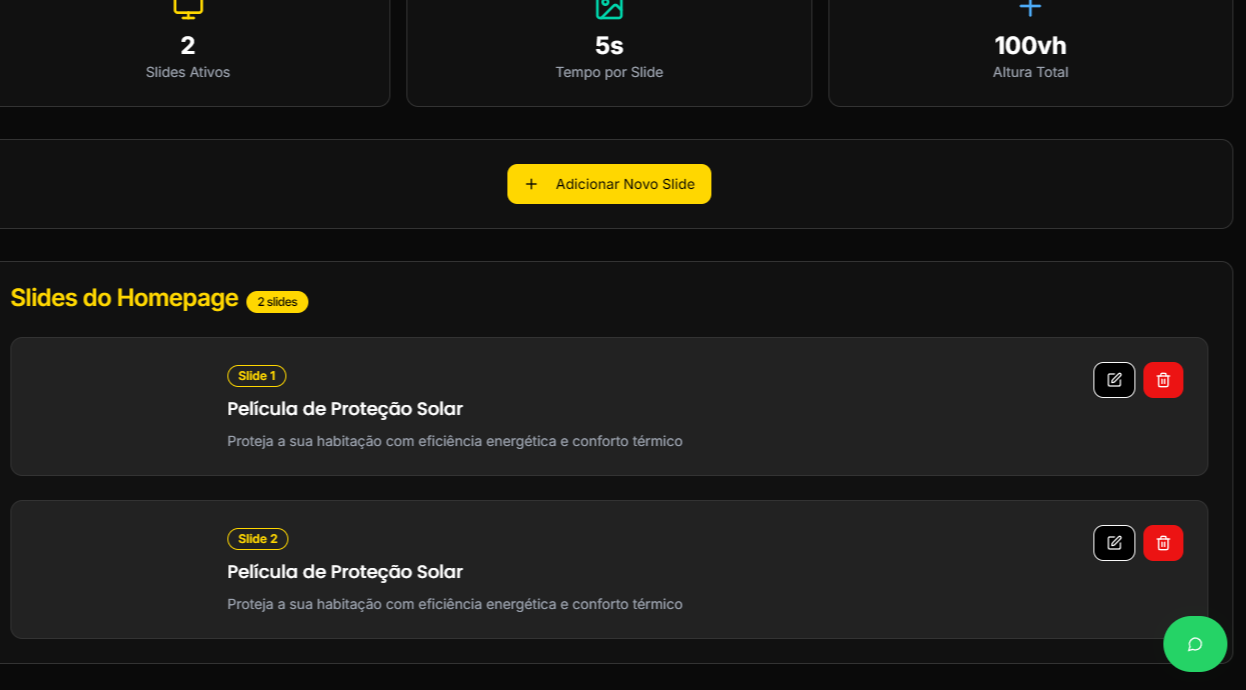 2
Slides Ativos
5s
Tempo por Slide
100vh
Altura Total
Adicionar Novo Slide
Slides do Homepage
2 slides
Slide 1
Película de Proteção Solar
Proteja a sua habitação com eficiência energética e conforto térmico
Slide 2
Película de Proteção Solar
Proteja a sua habitação com eficiência energética e conforto térmico